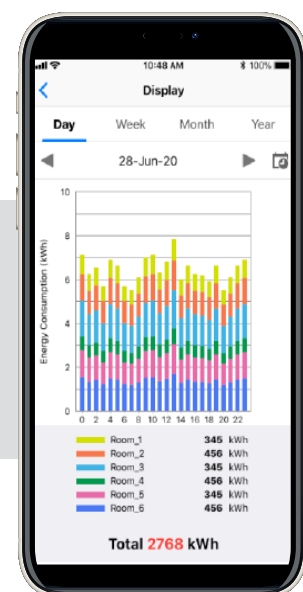 10:48 AM
100%
Display
Day Week Month Year
28-Jun-20
10
8
6
4
2
0
Energy Consumption (kWh)
0 2 4 6 8 10 12 14 16 18 20 22
Room_1 345 kWh
Room_2 456 kWh
Room_3 345 kWh
Room_4 456 kWh
Room_5 345 kWh
Room_6 456 kWh
Total 2768 kWh